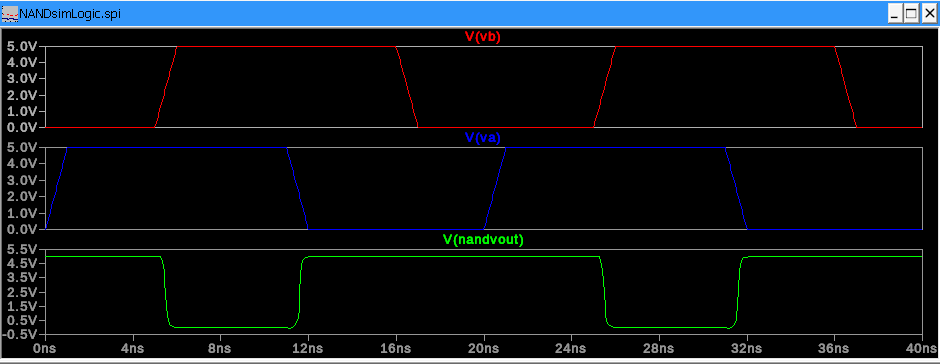 NANDsimLogic.spi
V(vb)
5.0V
4.0V
3.0V
2.0V
1.0V
0.0V
V(va)
5.0V
4.0V
3.0V
2.0V
1.0V
0.0V
V(nandvout)
5.5V
4.5V
3.5V
2.5V
1.5V
0.5V
-0.5V
0ns 4ns 8ns 12ns 16ns 20ns 24ns 28ns 32ns 36ns 40ns